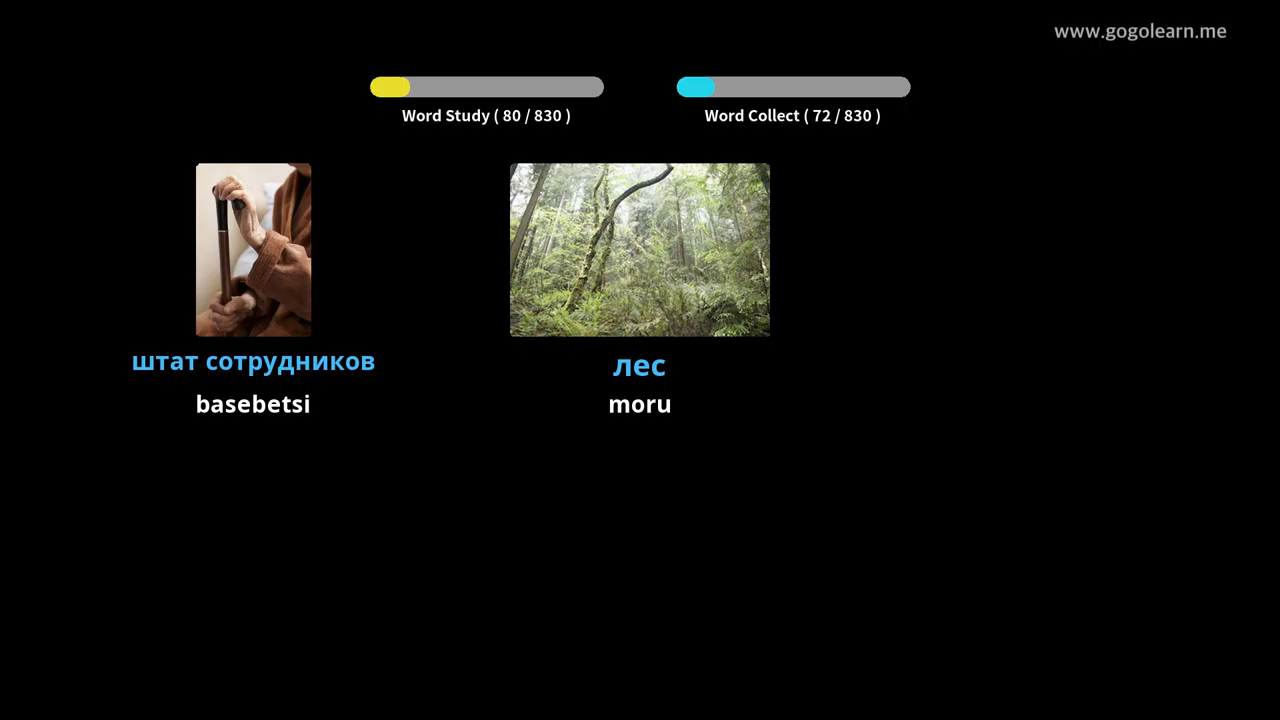 www.gogolearn.me
Word Study ( 80 / 830 )
Word Collect ( 72 / 830 )
штат сотрудников
basebetsi
лес
moru